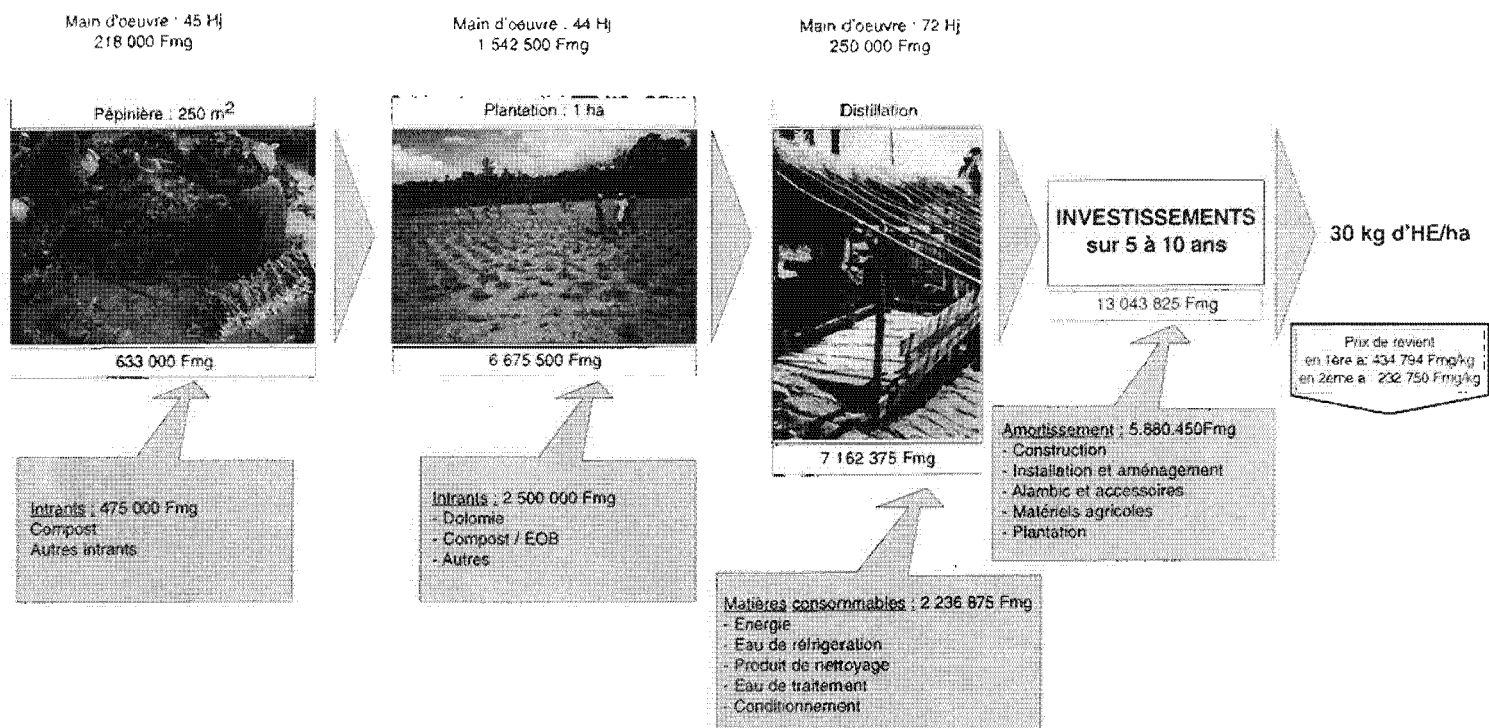 Main d'oeuvre : 45 Hj
218 000 Fmg
Pépinière : 250 m2
633 000 Fmg
Intrants : 475 000 Fmg
Compost
Autres intrants
Main d'oeuvre : 44 Hj
1 542 500 Fmg
Plantation : 1 ha
6 675 500 Fmg
Intrants : 2 500 000 Fmg
- Dolomie
- Compost / EOB
- Autres
Main d'oeuvre : 72 Hj
250 000 Fmg
Distillation
7 162 375 Fmg
Matières consommables : 2 236 875 Fmg
- Energie
- Eau de réfrigeration
- Produit de nettoyage
- Eau de traitement
- Conditionnement
INVESTISSEMENTS
sur 5 à 10 ans
13 043 825 Fmg
Amortissement : 5.880.450Fmg
- Construction
- Installation et aménagement
- Alambic et accessoires
- Matériels agricoles
- Plantation
30 kg d'HE/ha
Prix de revient
en 1ère a: 434 794 Fmg/kg
en 2ème a : 232 750 Fmg/kg